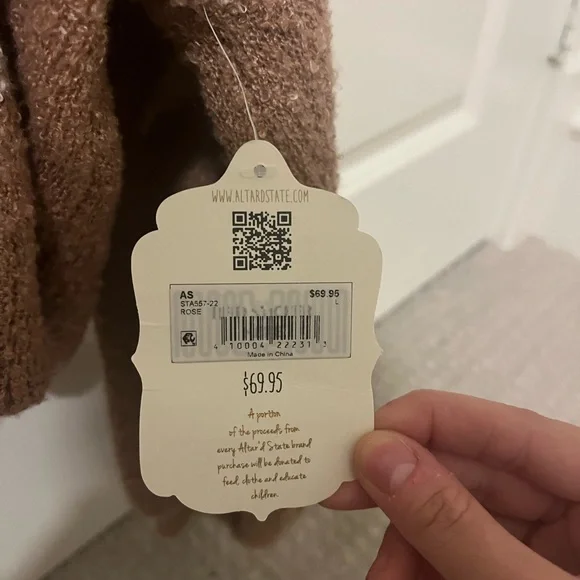 WWW.ALTARDSTATE.COM
AS $69.95
STA557-22 L
ROSE
4 10004 22231 3
Made in China
$69.95
A portion
of the proceeds from
every Altar'd State brand
purchase will be donated to
feed, clothe and educate
children.